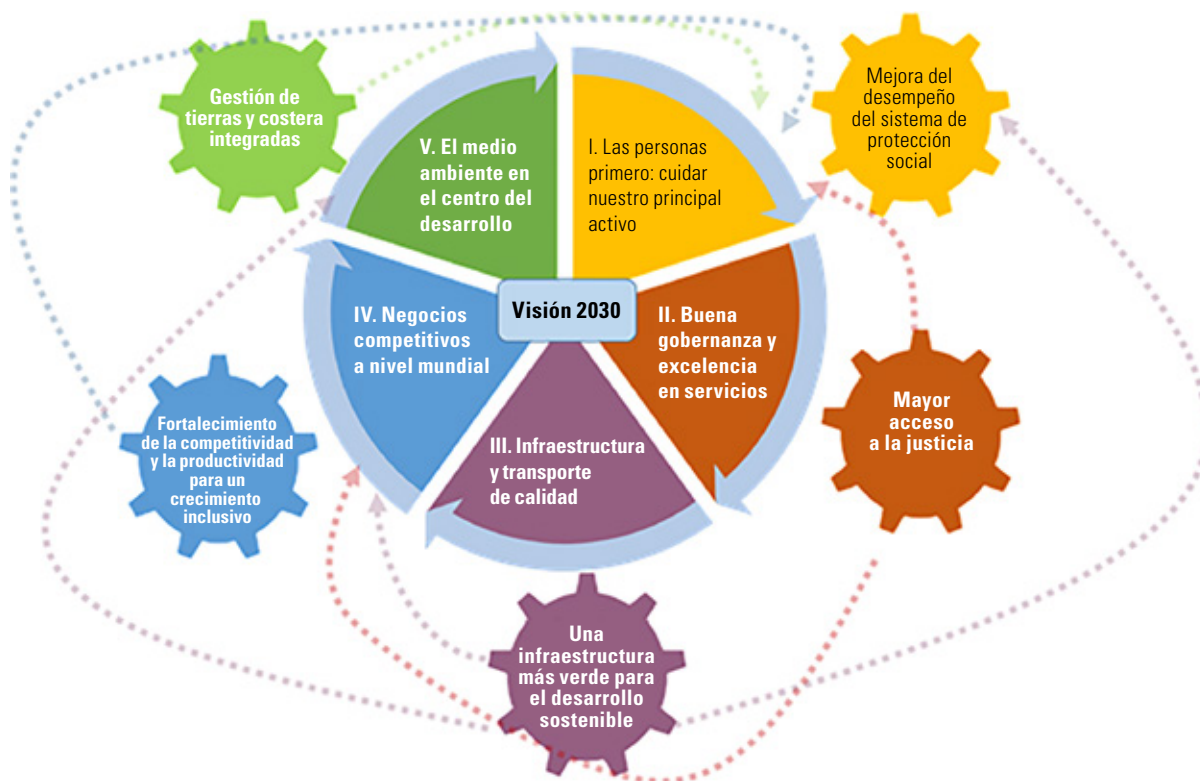 Gestión de
tierras y costera
integradas
Mejora del
desempeño
del sistema de
protección
social
V. El medio
ambiente en
el centro del
desarrollo
I. Las personas
primero: cuidar
nuestro principal
activo
Visión 2030
IV. Negocios
competitivos
a nivel mundial
II. Buena
gobernanza y
excelencia
en servicios
III. Infraestructura
y transporte
de calidad
Fortalecimiento
de la competitividad
y la productividad
para un
crecimiento
inclusivo
Mayor
acceso
a la justicia
Una
infraestructura
más verde para
el desarrollo
sostenible